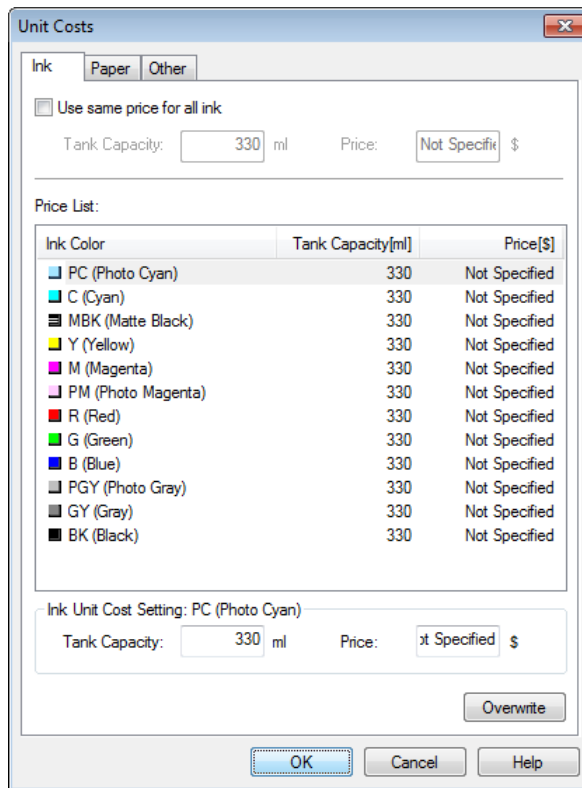 Unit Costs
Ink Paper Other
Use same price for all ink
Tank Capacity: 330 ml Price: Not Specifie $
Price List:
Ink Color Tank Capacity[ml] Price[$]
PC (Photo Cyan) 330 Not Specified
C (Cyan) 330 Not Specified
MBK (Matte Black) 330 Not Specified
Y (Yellow) 330 Not Specified
M (Magenta) 330 Not Specified
PM (Photo Magenta) 330 Not Specified
R (Red) 330 Not Specified
G (Green) 330 Not Specified
B (Blue) 330 Not Specified
PGY (Photo Gray) 330 Not Specified
GY (Gray) 330 Not Specified
BK (Black) 330 Not Specified
Ink Unit Cost Setting: PC (Photo Cyan)
Tank Capacity: 330 ml Price: ot Specified $
Overwrite
OK Cancel Help